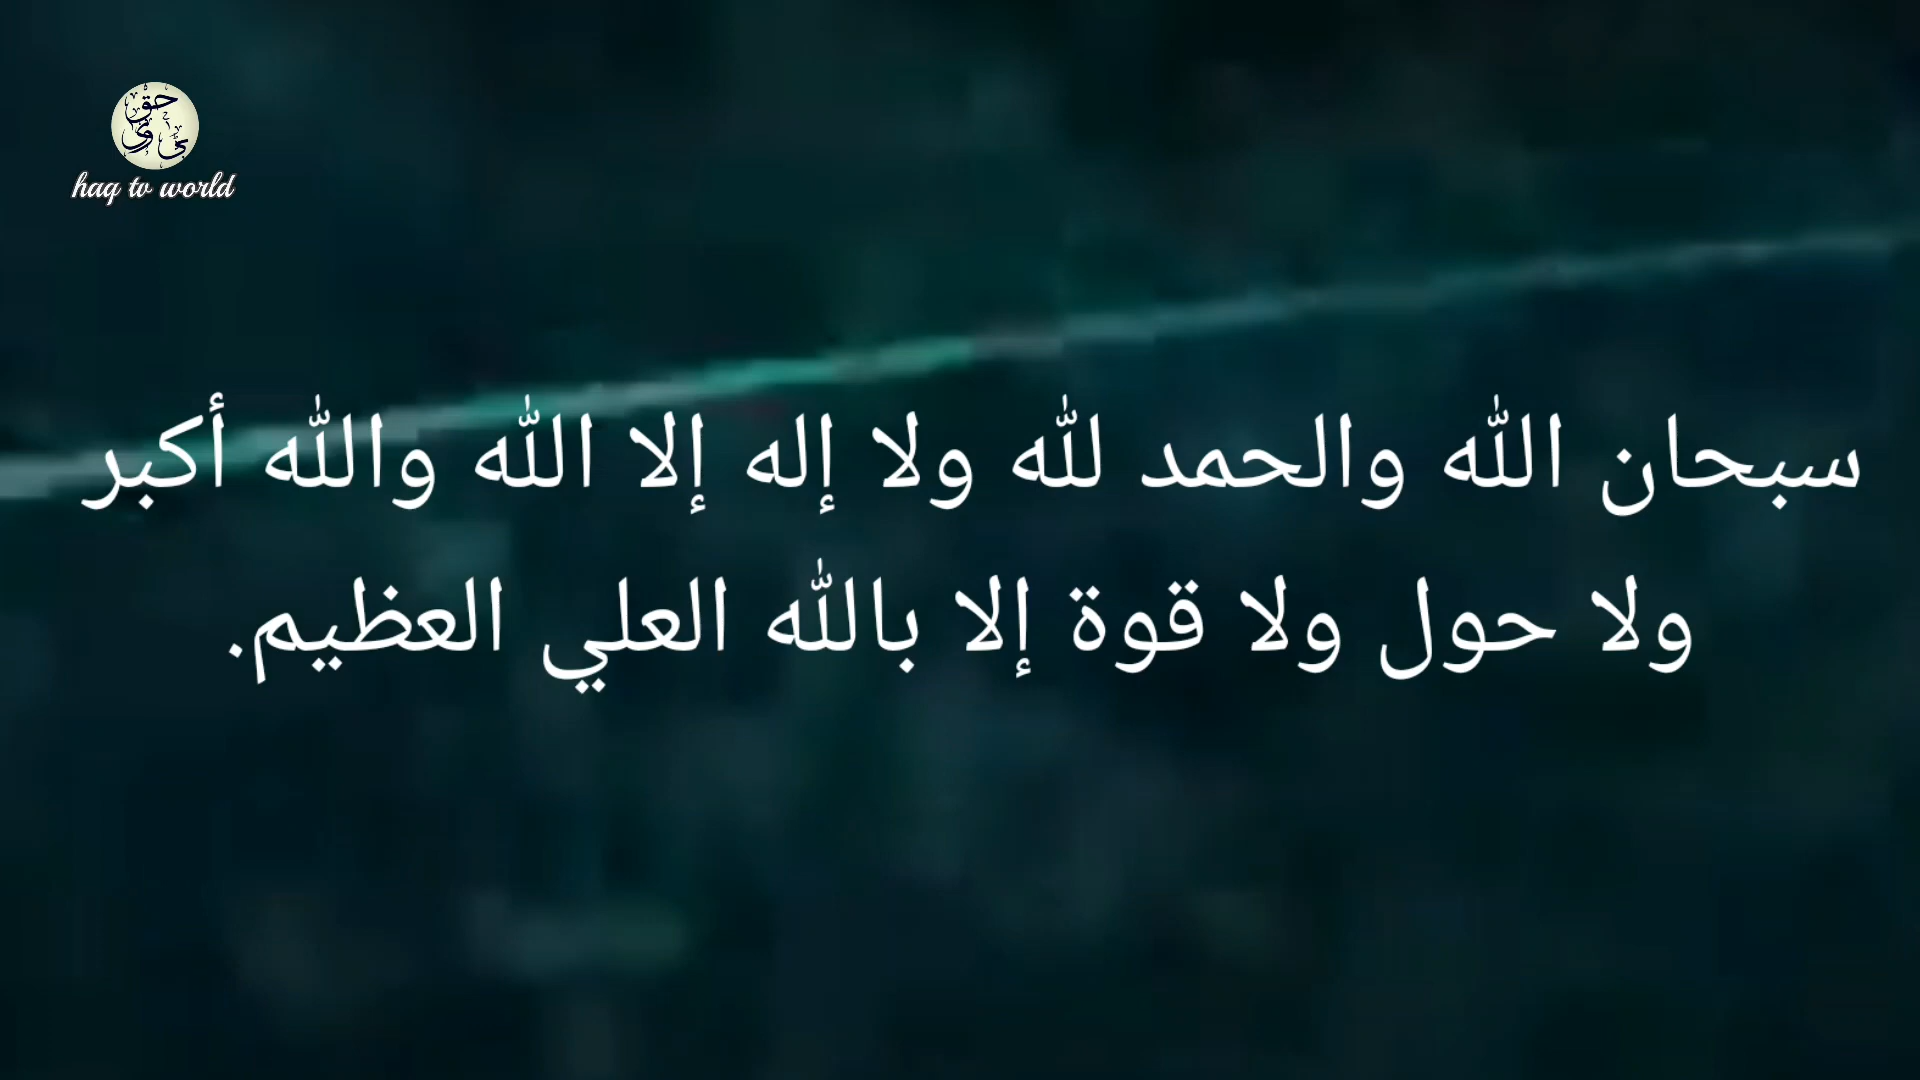 haq tv world
سبحان الله والحمد لله ولا إله إلا الله والله أكبر
ولا حول ولا قوة إلا بالله العلي العظيم.